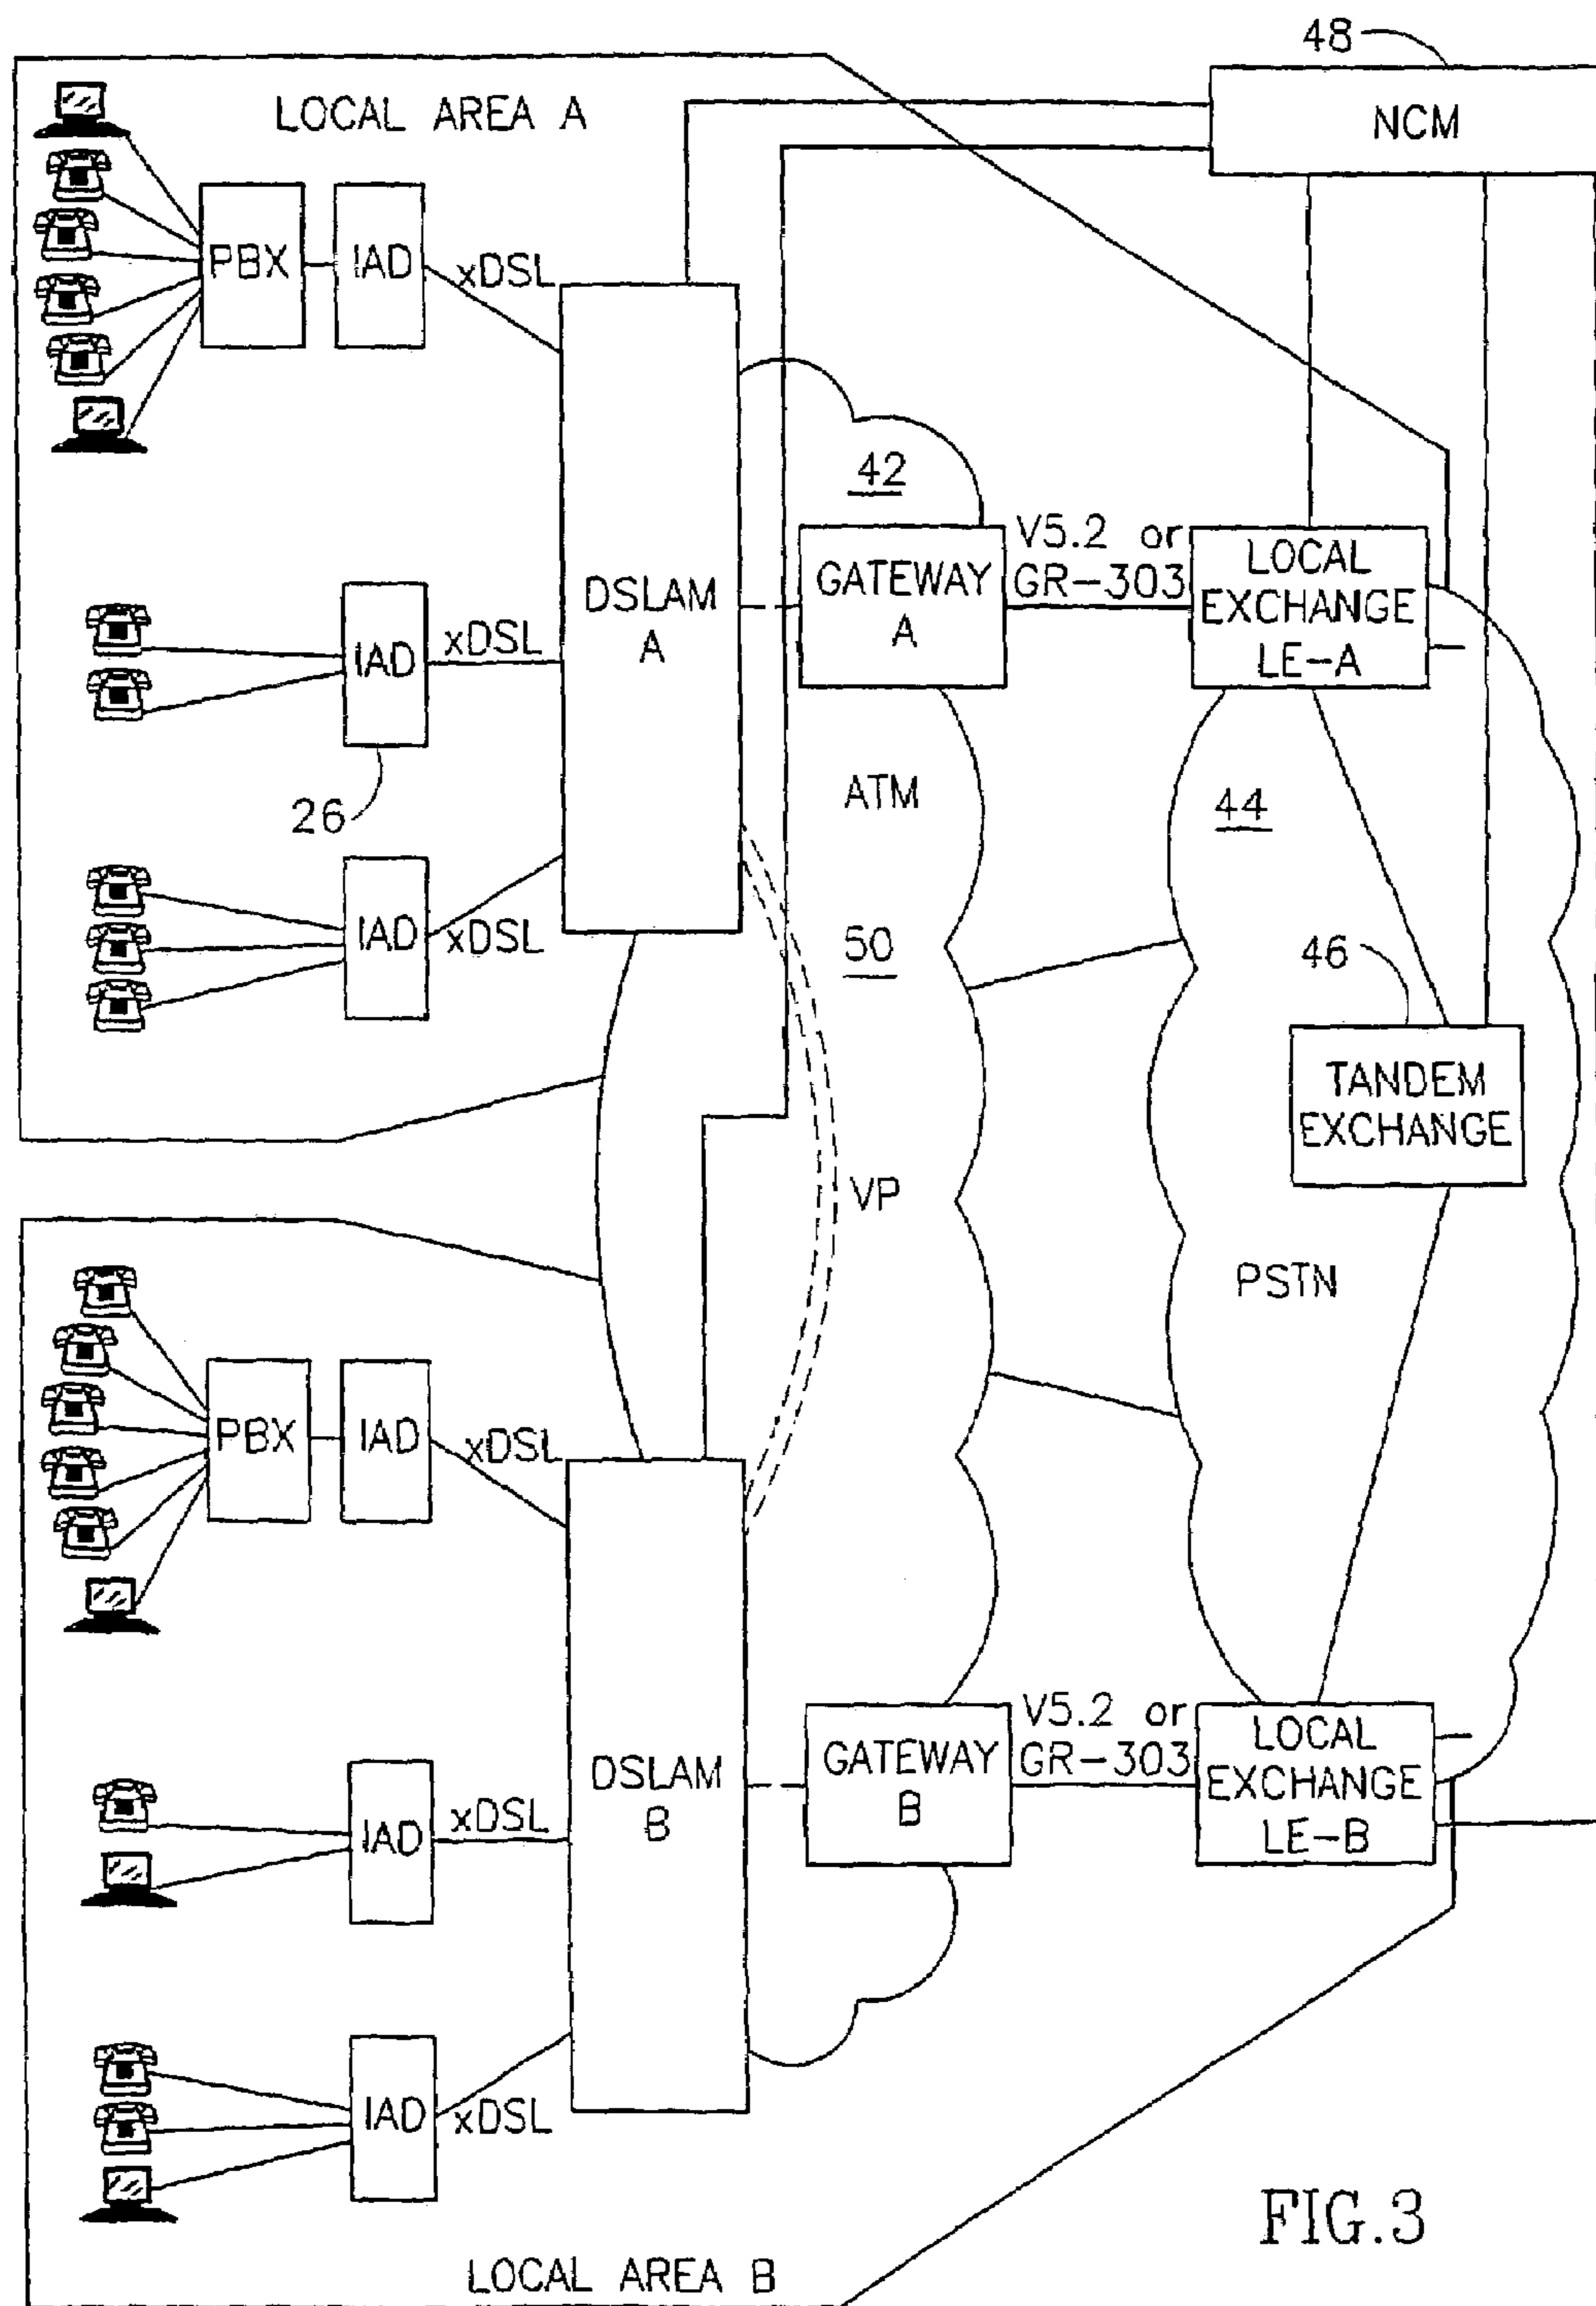 48
LOCAL AREA A
NCM
PBX
IAD
xDSL
42
V5.2 or
GR-303
DSLAM
A
GATEWAY
A
LOCAL
EXCHANGE
LE-A
IAD
xDSL
26
ATM
44
IAD
xDSL
50
46
TANDEM
EXCHANGE
VP
PSTN
PBX
IAD
xDSL
V5.2 or
GR-303
DSLAM
B
GATEWAY
B
LOCAL
EXCHANGE
LE-B
IAD
xDSL
IAD
xDSL
FIG.3
LOCAL AREA B